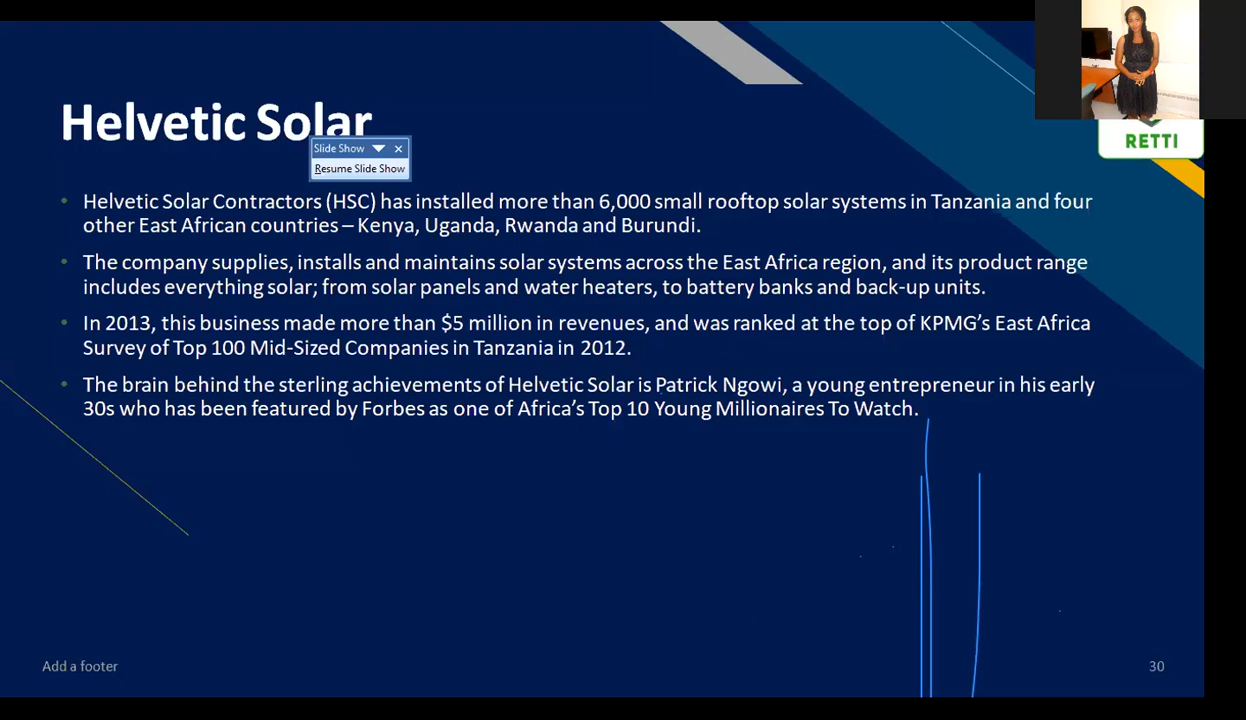 Helvetic Solar
Slide Show
Resume Slide Show
RETTI
• Helvetic Solar Contractors (HSC) has installed more than 6,000 small rooftop solar systems in Tanzania and four
other East African countries – Kenya, Uganda, Rwanda and Burundi.
• The company supplies, installs and maintains solar systems across the East Africa region, and its product range
includes everything solar; from solar panels and water heaters, to battery banks and back-up units.
• In 2013, this business made more than $5 million in revenues, and was ranked at the top of KPMG’s East Africa
Survey of Top 100 Mid-Sized Companies in Tanzania in 2012.
• The brain behind the sterling achievements of Helvetic Solar is Patrick Ngowi, a young entrepreneur in his early
30s who has been featured by Forbes as one of Africa’s Top 10 Young Millionaires To Watch.
Add a footer
30